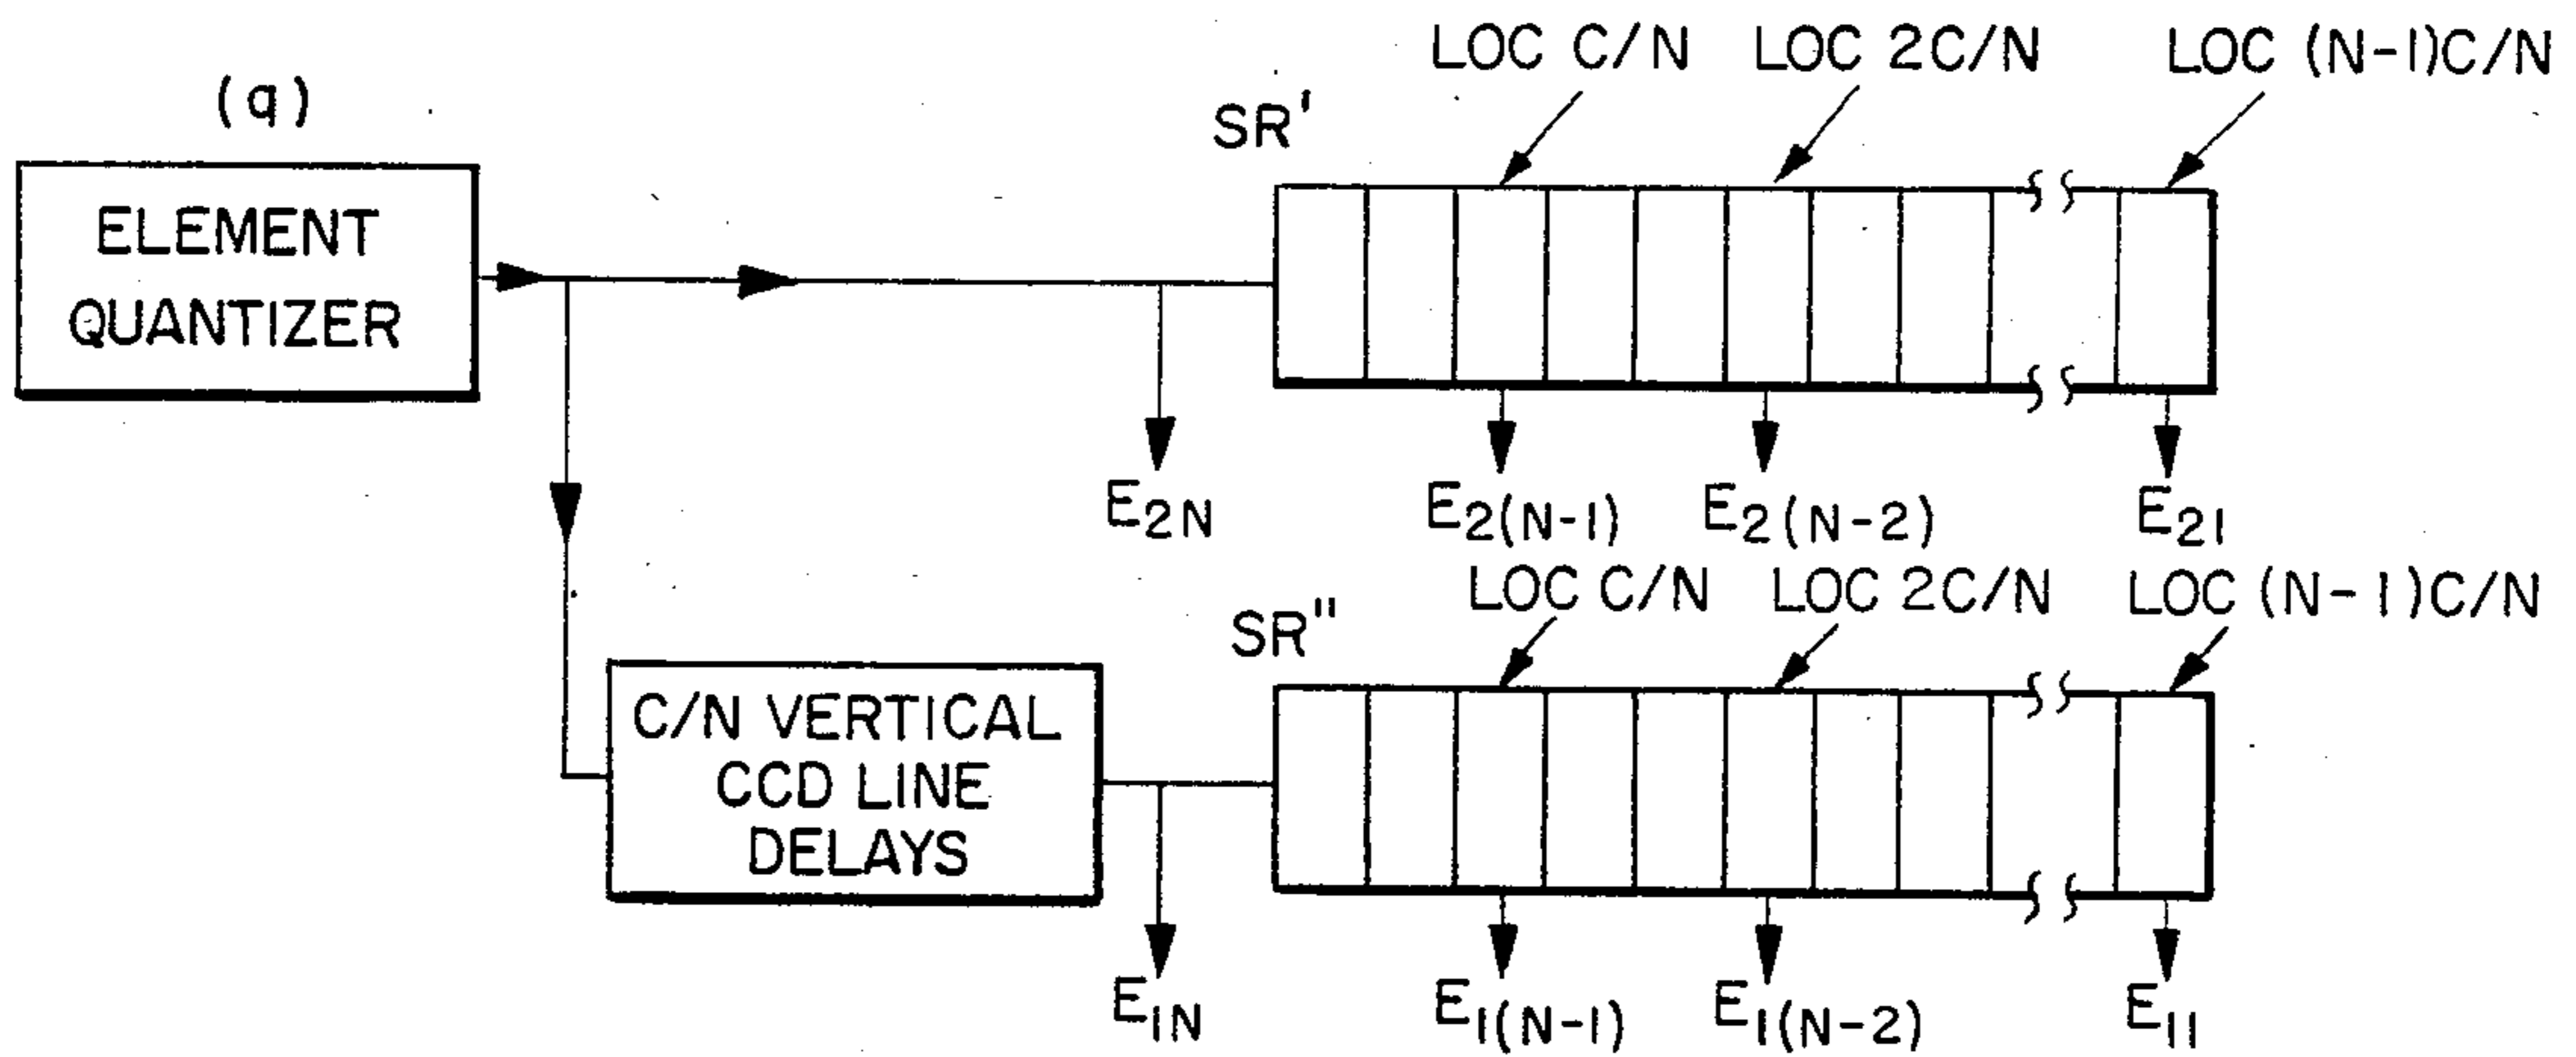 (q)
ELEMENT
QUANTIZER
SR'
LOC C/N
LOC 2C/N
LOC (N-1)C/N
E2N
E2(N-1)
E2(N-2)
E21
C/N VERTICAL
CCD LINE
DELAYS
SR"
LOC C/N
LOC 2C/N
LOC (N-1)C/N
E1N
E1(N-1)
E1(N-2)
E11